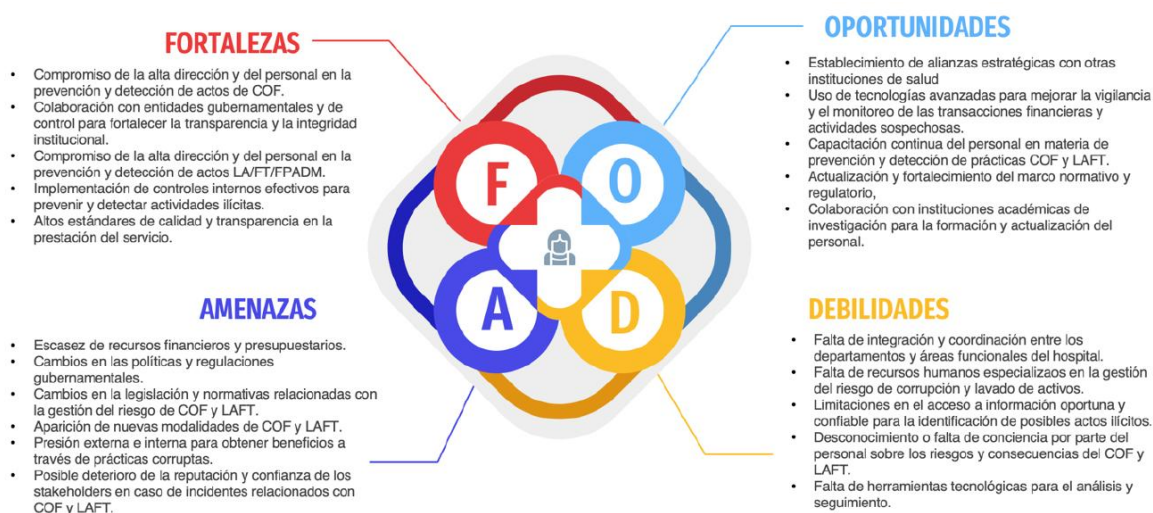 FORTALEZAS
• Compromiso de la alta dirección y del personal en la
prevención y detección de actos de COF.
• Colaboración con entidades gubernamentales y de
control para fortalecer la transparencia y la integridad
institucional.
• Compromiso de la alta dirección y del personal en la
prevención y detección de actos LA/FT/FPADM.
• Implementación de controles internos efectivos para
prevenir y detectar actividades ilícitas.
• Altos estándares de calidad y transparencia en la
prestación del servicio.
OPORTUNIDADES
• Establecimiento de alianzas estratégicas con otras
instituciones de salud
• Uso de tecnologías avanzadas para mejorar la vigilancia
y el monitoreo de las transacciones financieras y
actividades sospechosas.
• Capacitación continua del personal en materia de
prevención y detección de prácticas COF y LAFT.
• Actualización y fortalecimiento del marco normativo y
regulatorio,
• Colaboración con instituciones académicas de
investigación para la formación y actualización del
personal.
F
O
A
D
AMENAZAS
• Escasez de recursos financieros y presupuestarios.
• Cambios en las políticas y regulaciones
gubernamentales.
• Cambios en la legislación y normativas relacionadas con
la gestión del riesgo de COF y LAFT.
• Aparición de nuevas modalidades de COF y LAFT.
• Presión externa e interna para obtener beneficios a
través de prácticas corruptas.
• Posible deterioro de la reputación y confianza de los
stakeholders en caso de incidentes relacionados con
COF y LAFT.
DEBILIDADES
• Falta de integración y coordinación entre los
departamentos y áreas funcionales del hospital.
• Falta de recursos humanos especializaos en la gestión
del riesgo de corrupción y lavado de activos.
• Limitaciones en el acceso a información oportuna y
confiable para la identificación de posibles actos ilícitos.
• Desconocimiento o falta de conciencia por parte del
personal sobre los riesgos y consecuencias del COF y
LAFT.
• Falta de herramientas tecnológicas para el análisis y
seguimiento.